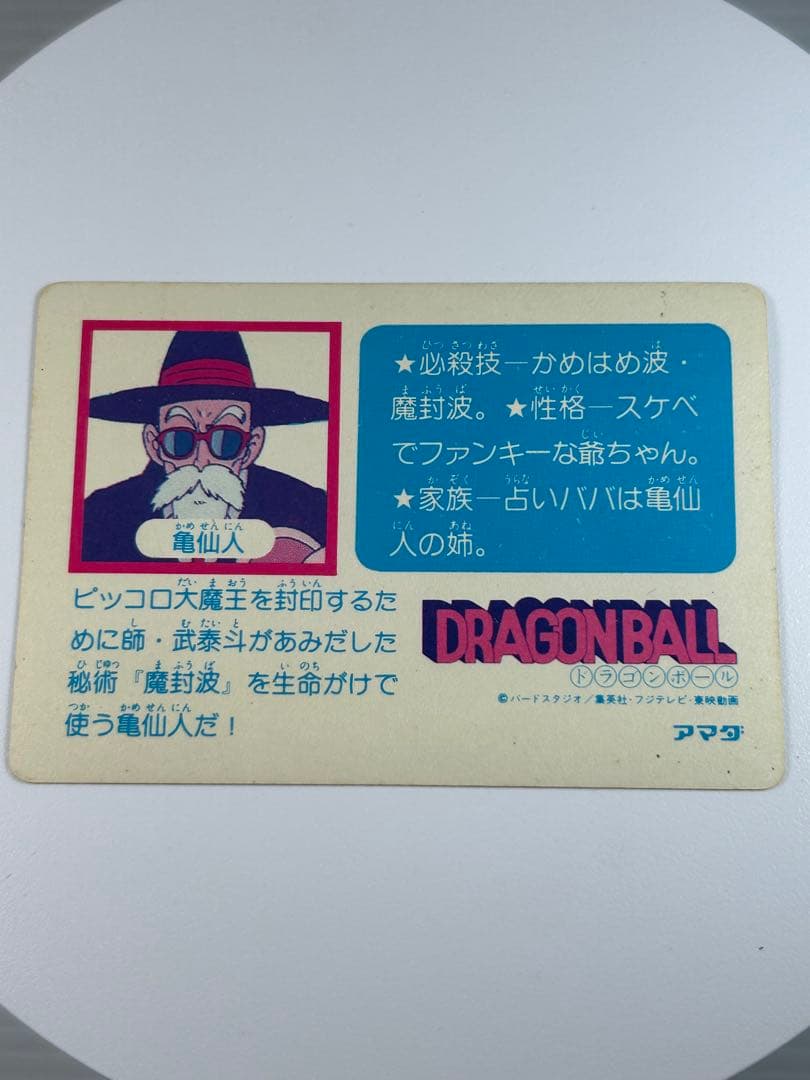 亀仙人
★必殺技―かめはめ波・
魔封波。★性格―スケベ
でファンキーな爺ちゃん。
★家族―占いババは亀仙
人の姉。
ピッコロ大魔王を封印するた
めに師・武泰斗があみだした
秘術『魔封波』を生命がけで
使う亀仙人だ！
DRAGONBALL
ドラゴンボール
©バードスタジオ／集英社・フジテレビ・東映動画
アマダ